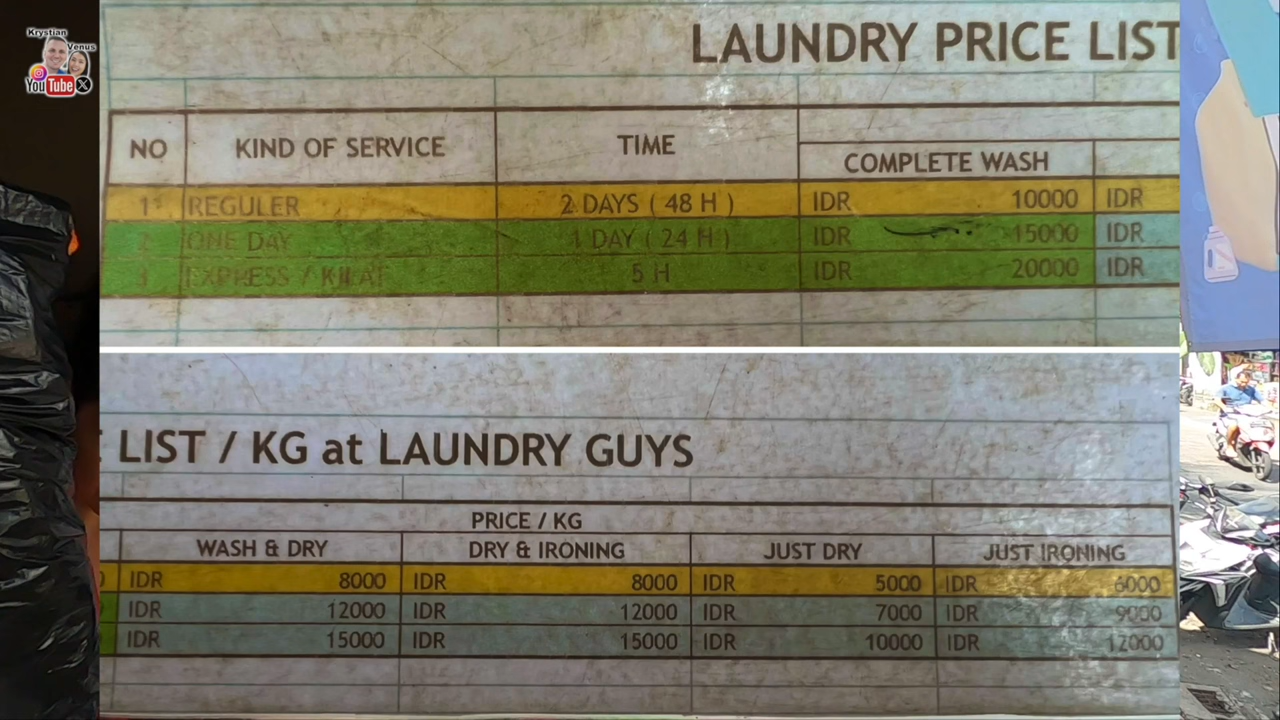 Krystian
Venus
YouTube X
LAUNDRY PRICE LIST
NO KIND OF SERVICE TIME COMPLETE WASH
1 REGULER 2 DAYS ( 48 H ) IDR 10000 IDR
2 ONE DAY 1 DAY ( 24 H ) IDR 15000 IDR
3 EXPRESS / KILAT 5 H IDR 20000 IDR
LIST / KG at LAUNDRY GUYS
PRICE / KG
WASH & DRY DRY & IRONING JUST DRY JUST IRONING
IDR 8000 IDR 8000 IDR 5000 IDR 6000
IDR 12000 IDR 12000 IDR 7000 IDR 9000
IDR 15000 IDR 15000 IDR 10000 IDR 12000